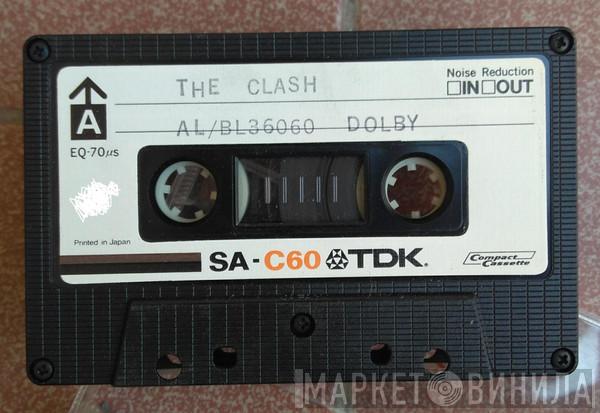 THE CLASH
Noise Reduction
IN OUT
A
AL/BL36060 DOLBY
EQ-70μs
Printed in Japan
SA-C60 TDK®
Compact Cassette
МАРКЕТ ВИНИЛА